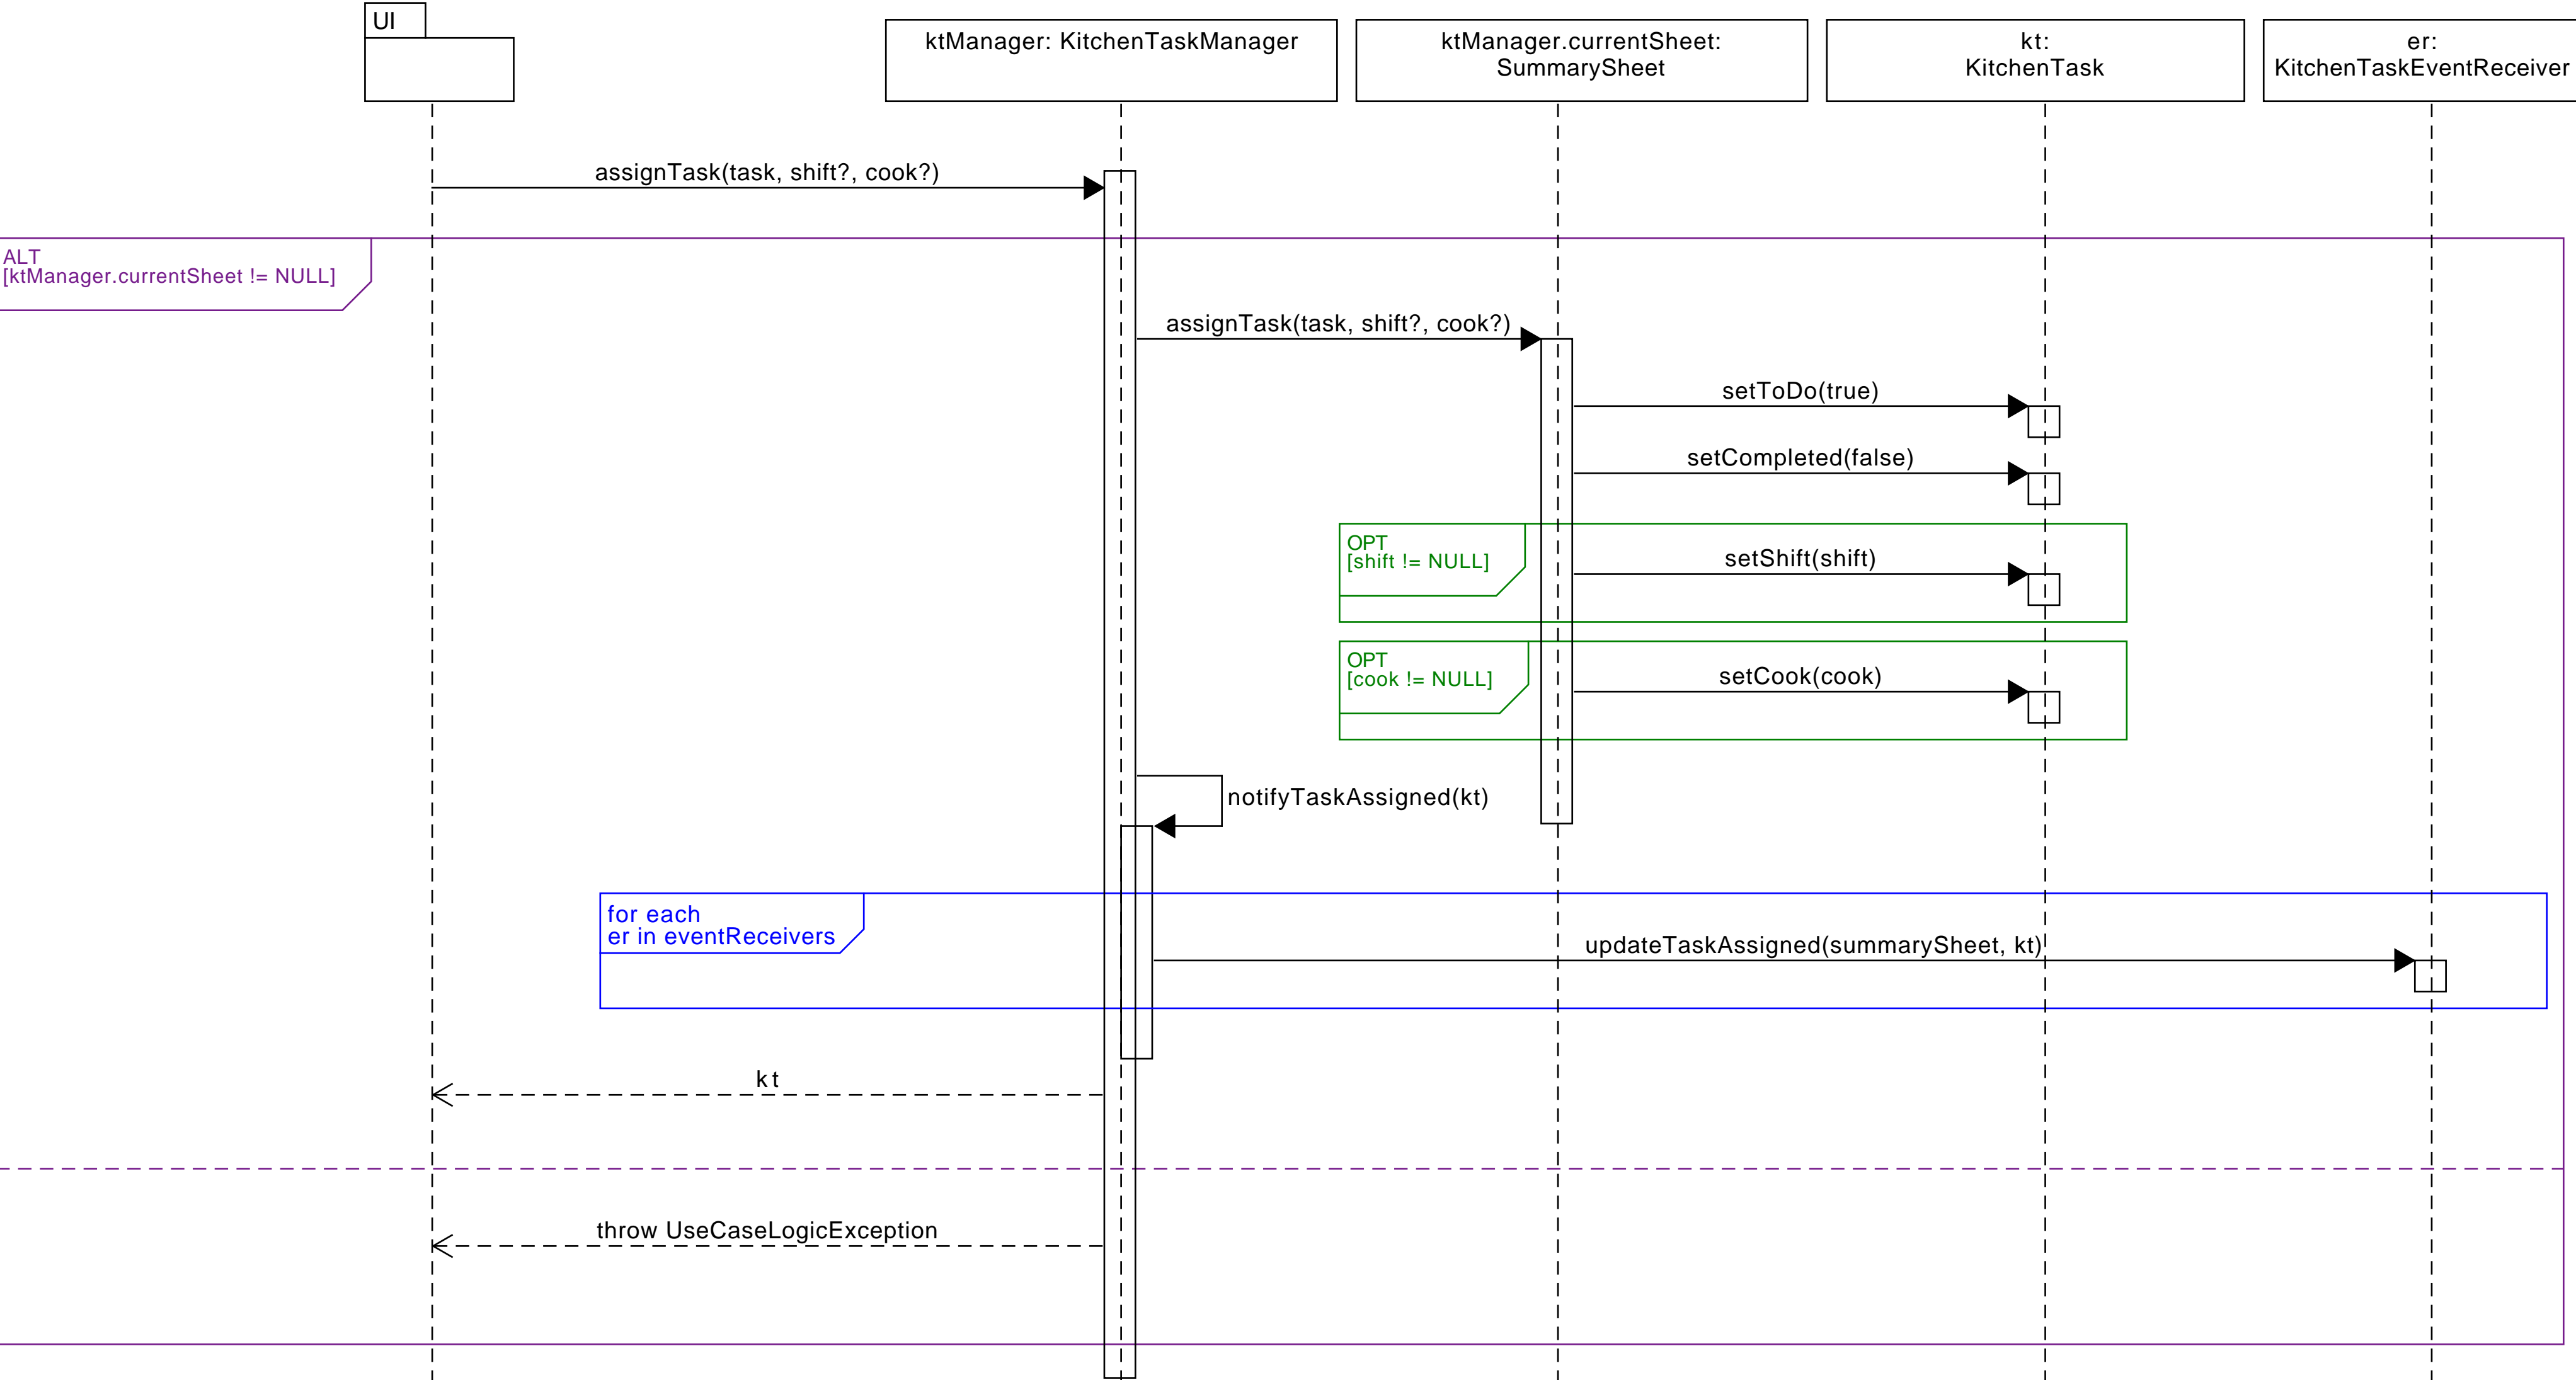 UI
ktManager: KitchenTaskManager
ktManager.currentSheet:
SummarySheet
kt:
KitchenTask
er:
KitchenTaskEventReceiver
assignTask(task, shift?, cook?)
ALT
[ktManager.currentSheet != NULL]
assignTask(task, shift?, cook?)
setToDo(true)
setCompleted(false)
OPT
[shift != NULL]
setShift(shift)
OPT
[cook != NULL]
setCook(cook)
notifyTaskAssigned(kt)
for each
er in eventReceivers
updateTaskAssigned(summarySheet, kt)
kt
throw UseCaseLogicException